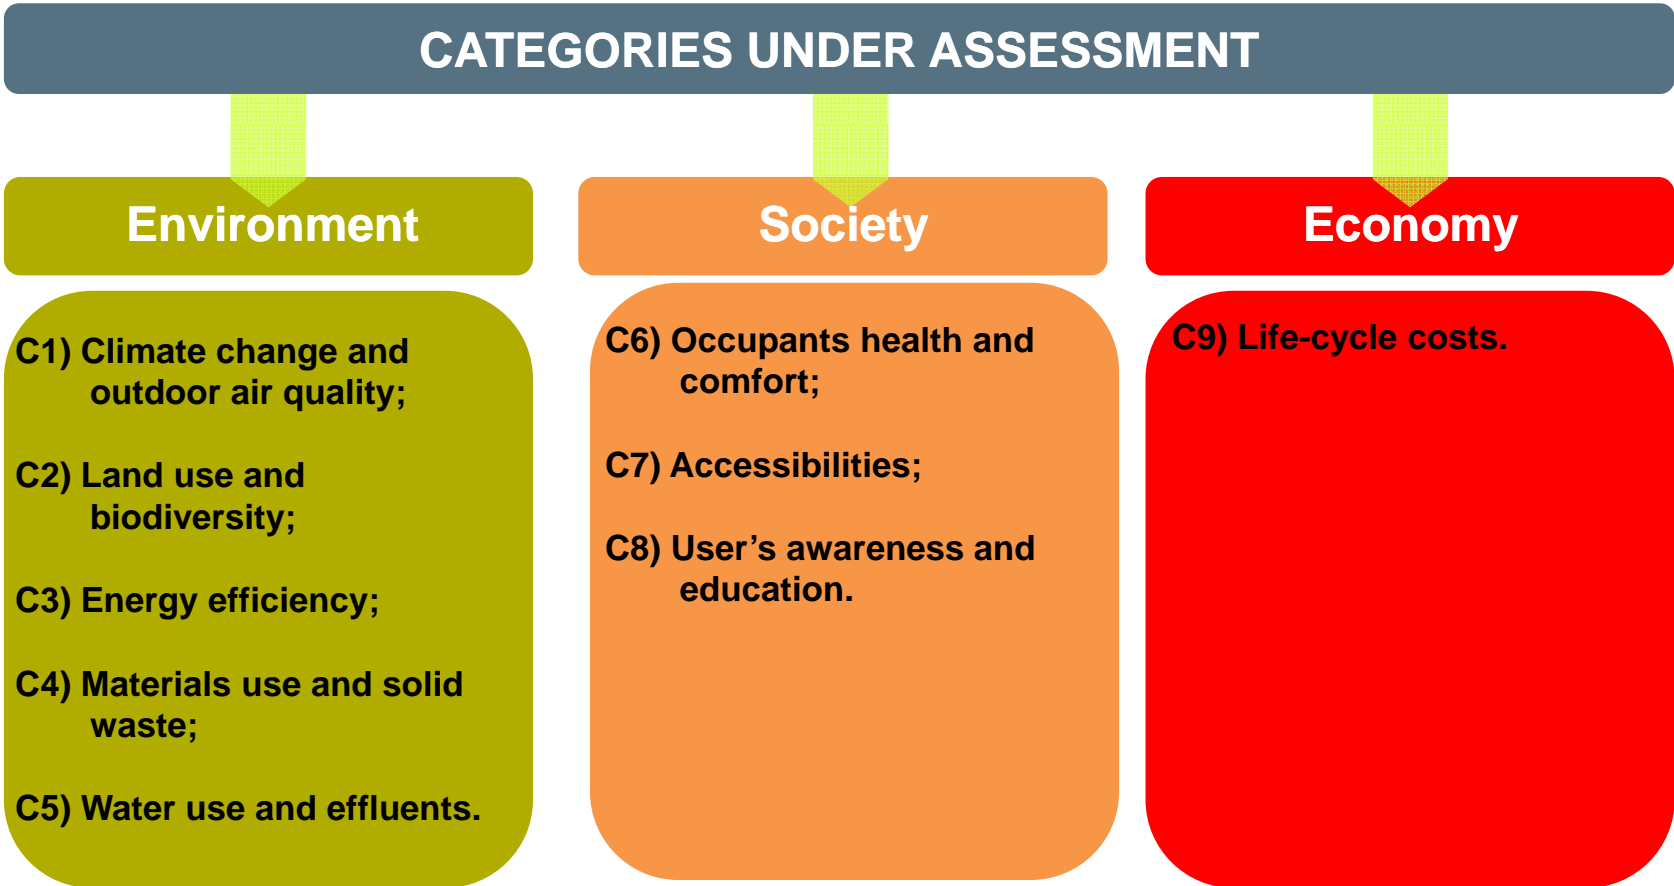 CATEGORIES UNDER ASSESSMENT
Environment
C1) Climate change and
outdoor air quality;
C2) Land use and
biodiversity;
C3) Energy efficiency;
C4) Materials use and solid
waste;
C5) Water use and effluents.
Society
C6) Occupants health and
comfort;
C7) Accessibilities;
C8) User’s awareness and
education.
Economy
C9) Life-cycle costs.